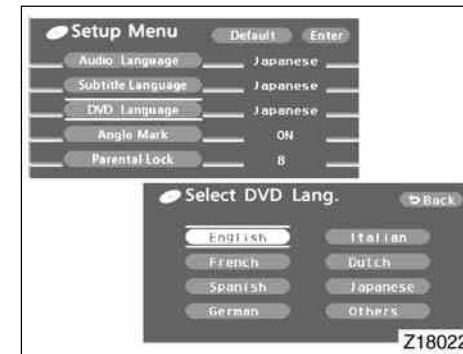 Setup Menu Default Enter
Audio Language Japanese
Subtitle Language Japanese
DVD Language Japanese
Angle Mark ON
Parental Lock 8
Select DVD Lang. Back
English Italian
French Dutch
Spanish Japanese
German Others
Z18022